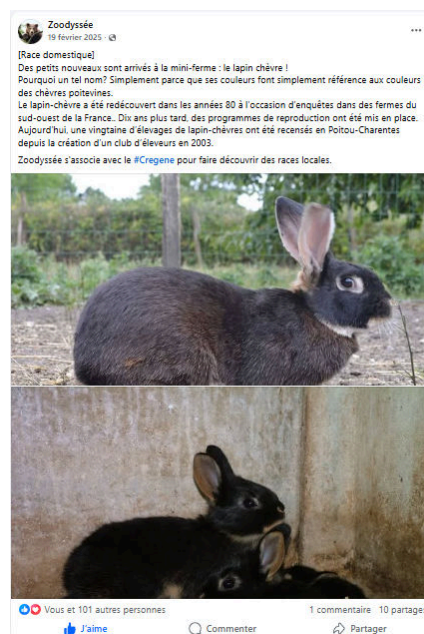 Zoodyssée
19 février 2025 ·
[Race domestique]
Des petits nouveaux sont arrivés à la mini-ferme : le lapin chèvre !
Pourquoi un tel nom? Simplement parce que ses couleurs font simplement référence aux couleurs
des chèvres poitevines.
Le lapin-chèvre a été redécouvert dans les années 80 à l'occasion d'enquêtes dans des fermes du
sud-ouest de la France.. Dix ans plus tard, des programmes de reproduction ont été mis en place.
Aujourd'hui, une vingtaine d'élevages de lapin-chèvres ont été recensés en Poitou-Charentes
depuis la création d'un club d'éleveurs en 2003.
Zoodyssée s'associe avec le #Cregene pour faire découvrir des races locales.
Vous et 101 autres personnes 1 commentaire 10 partages
J'aime Commenter Partager